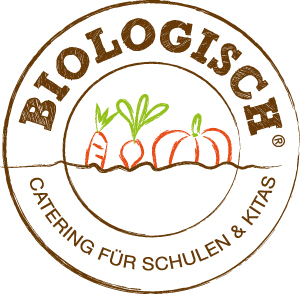 BIOLOGISCH®
CATERING FÜR SCHULEN & KITAS